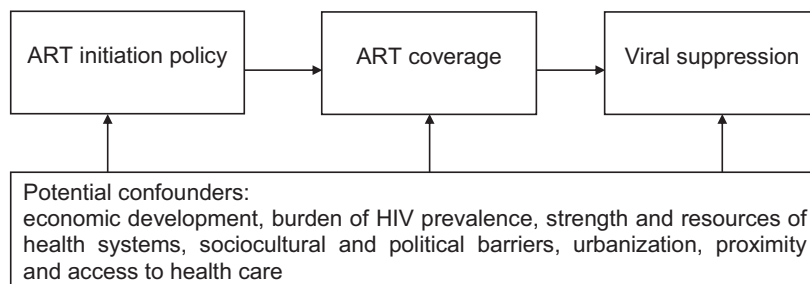 ART initiation policy
ART coverage
Viral suppression
Potential confounders:
economic development, burden of HIV prevalence, strength and resources of
health systems, sociocultural and political barriers, urbanization, proximity
and access to health care